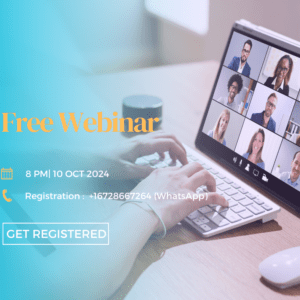 Free Webinar
8 PM| 10 OCT 2024
Registration : +16728667264 (WhatsApp)
GET REGISTERED